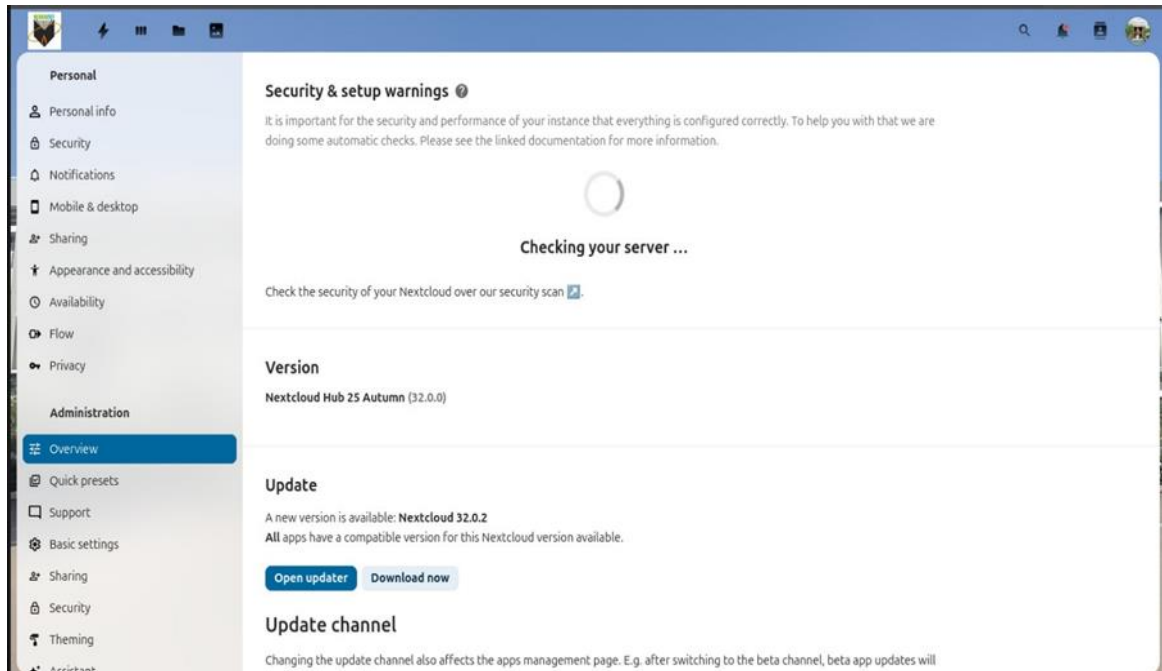 Personal
Personal info
Security
Notifications
Mobile & desktop
Sharing
Appearance and accessibility
Availability
Flow
Privacy
Administration
Overview
Quick presets
Support
Basic settings
Sharing
Security
Theming
Assistant
Security & setup warnings
It is important for the security and performance of your instance that everything is configured correctly. To help you with that we are
doing some automatic checks. Please see the linked documentation for more information.
Checking your server ...
Check the security of your Nextcloud over our security scan ↗.
Version
Nextcloud Hub 25 Autumn (32.0.0)
Update
A new version is available: Nextcloud 32.0.2
All apps have a compatible version for this Nextcloud version available.
Open updater Download now
Update channel
Changing the update channel also affects the apps management page. E.g. after switching to the beta channel, beta app updates will